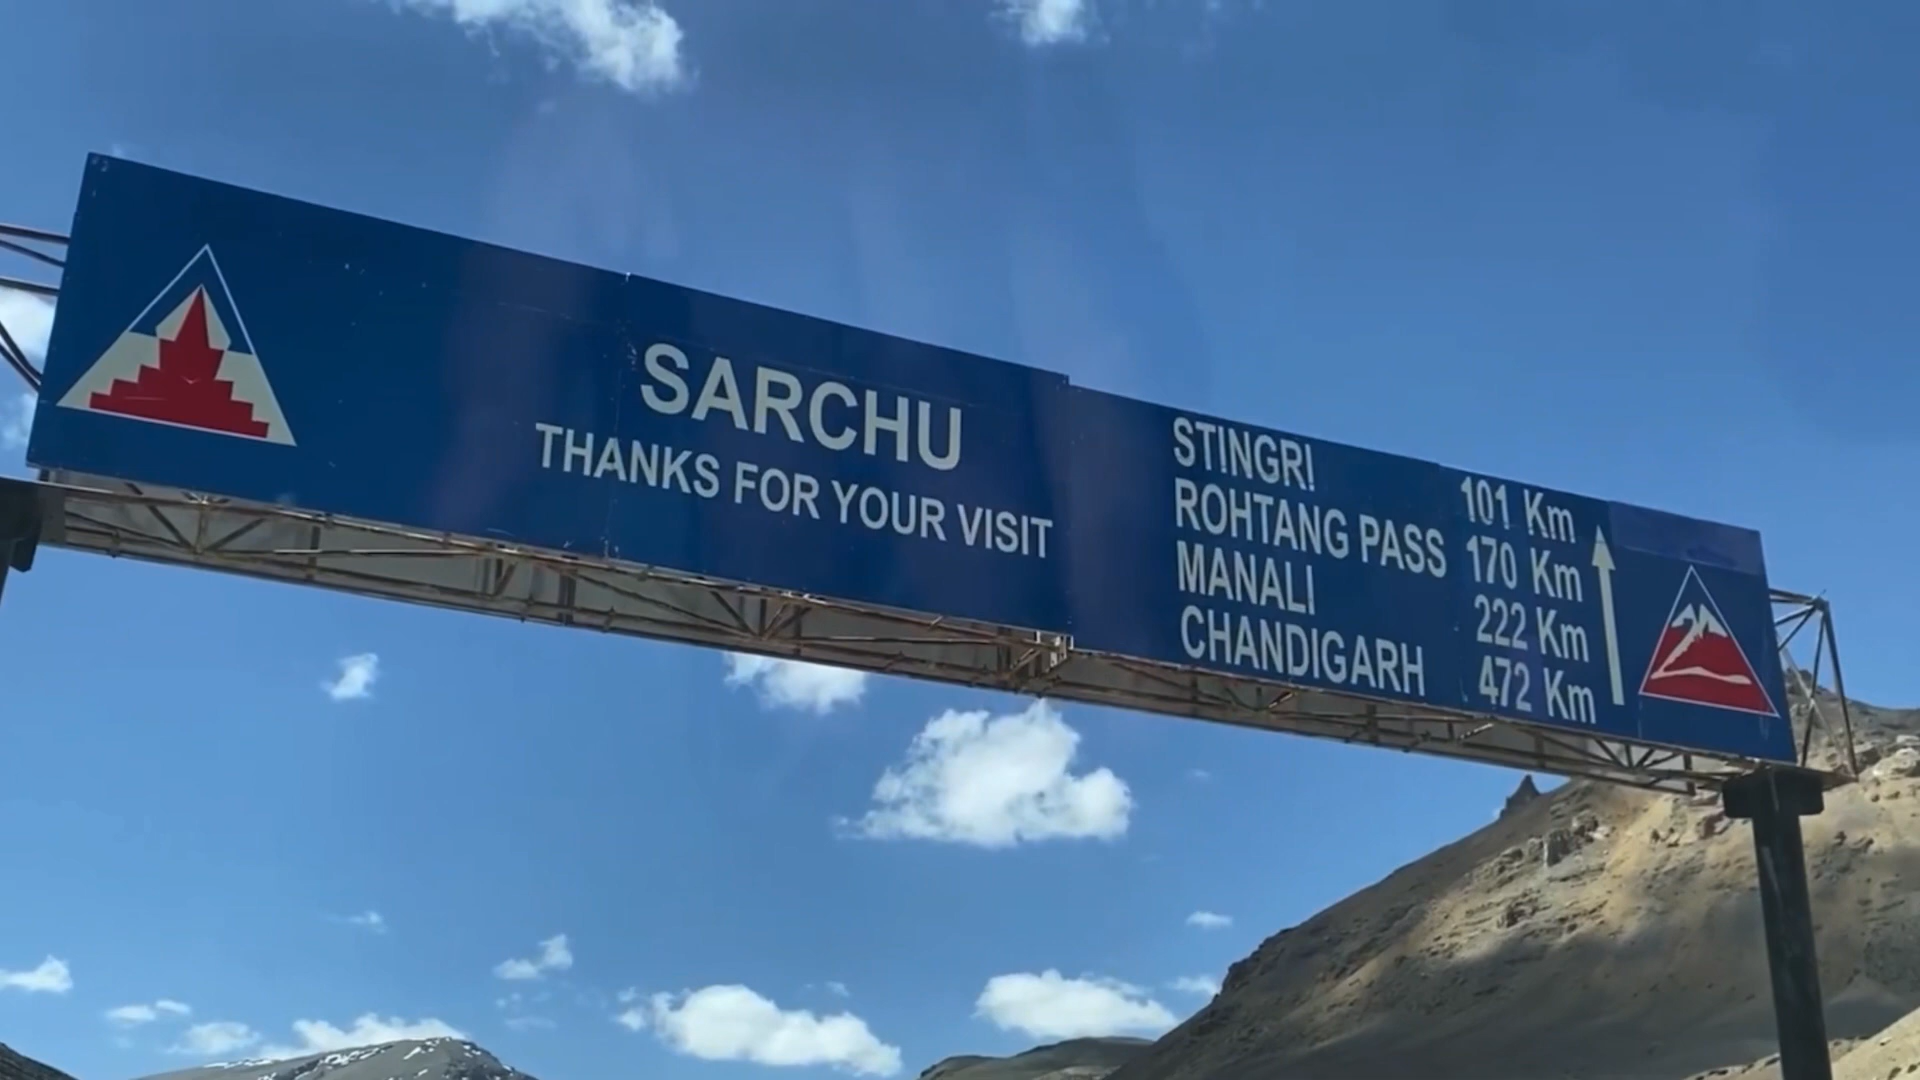 SARCHU
THANKS FOR YOUR VISIT
STINGRI 101 Km
ROHTANG PASS 170 Km
MANALI 222 Km
CHANDIGARH 472 Km